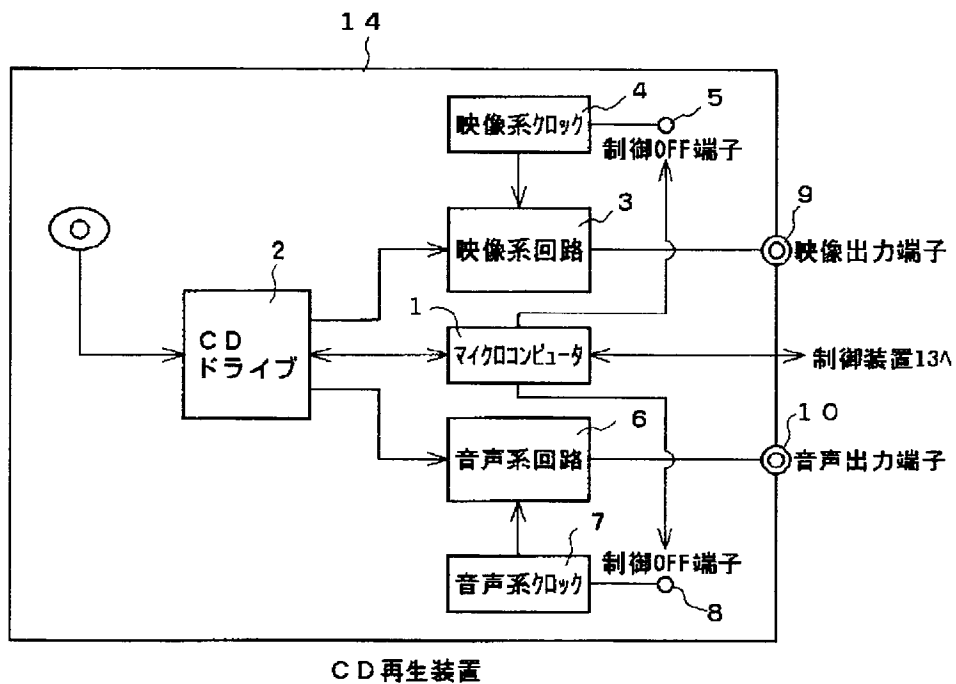 １４
４
５
映像系ｸﾛｯｸ
制御OFF端子
３
９
映像系回路
映像出力端子
２
ＣＤ
ドライブ
１
ﾏｲｸﾛｺﾝﾋﾟｭｰﾀ
制御装置13へ
６
１０
音声系回路
音声出力端子
７
制御OFF端子
音声系ｸﾛｯｸ
８
ＣＤ再生装置